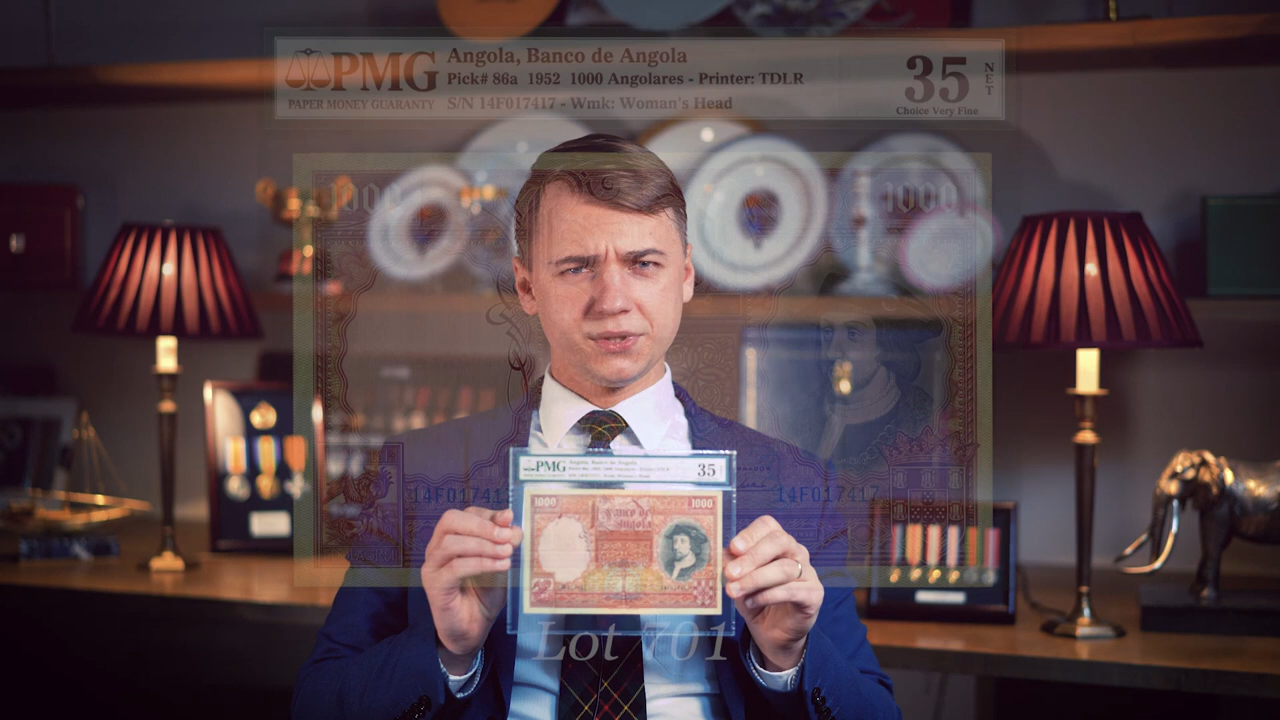 PMG
PAPER MONEY GUARANTY
Angola, Banco de Angola
Pick# 86a 1952 1000 Angolares - Printer: TDLR
S/N 14F017417 - Wmk: Woman's Head
35 NET
Choice Very Fine
1000 1000
14F017417 14F017417
PMG Angola, Banco de Angola 35
1000 1000
Banco de
Angola
Lot 701